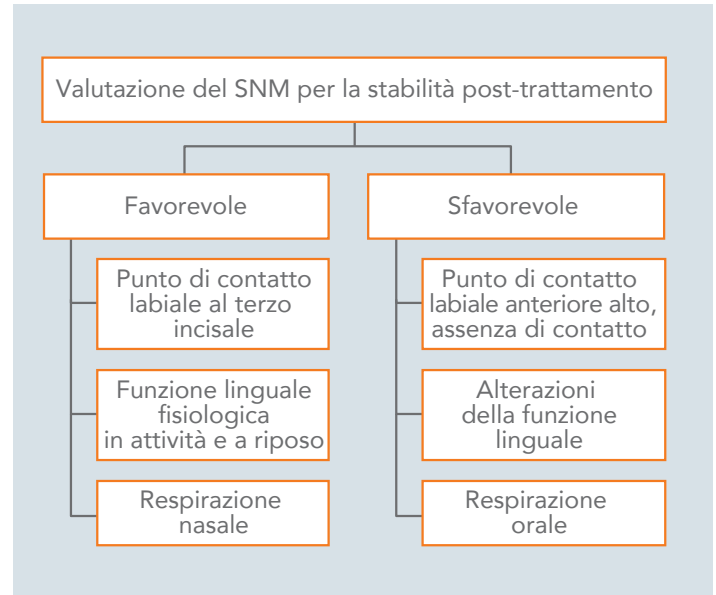 Valutazione del SNM per la stabilità post-trattamento
Favorevole
Punto di contatto
labiale al terzo
incisale
Funzione linguale
fisiologica
in attività e a riposo
Respirazione
nasale
Sfavorevole
Punto di contatto
labiale anteriore alto,
assenza di contatto
Alterazioni
della funzione
linguale
Respirazione
orale